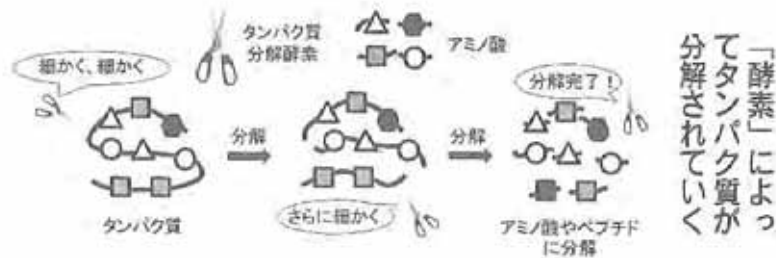 「酵素」によっ
てタンパク質が
分解されていく
タンパク質
分解酵素
アミノ酸
細かく、細かく
分解
タンパク質
さらに細かく
分解
分解完了！
アミノ酸やペプチド
に分解